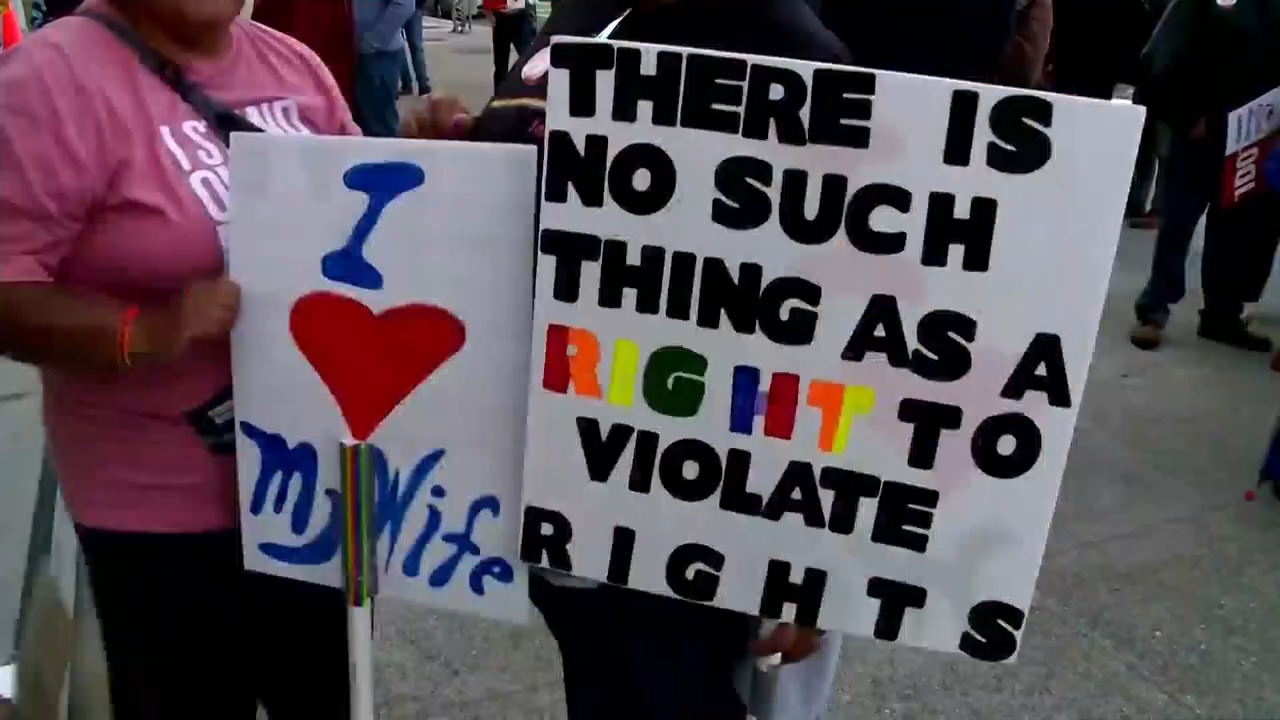 I
My Wife
THERE IS
NO SUCH
THING AS A
RIGHT TO
VIOLATE
RIGHTS